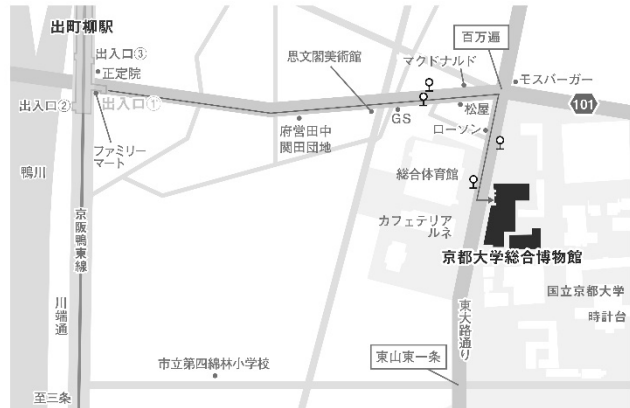 出町柳駅
出入口③
正定院
出入口②
出入口①
ファミリー
マート
鴨川
京阪鴨東線
川端通
至三条
思文閣美術館
府営田中
関田団地
マクドナルド
百万遍
モスバーガー
101
GS
松屋
ローソン
総合体育館
カフェテリア
ルネ
京都大学総合博物館
国立京都大学
時計台
東大路通り
東山東一条
市立第四錦林小学校